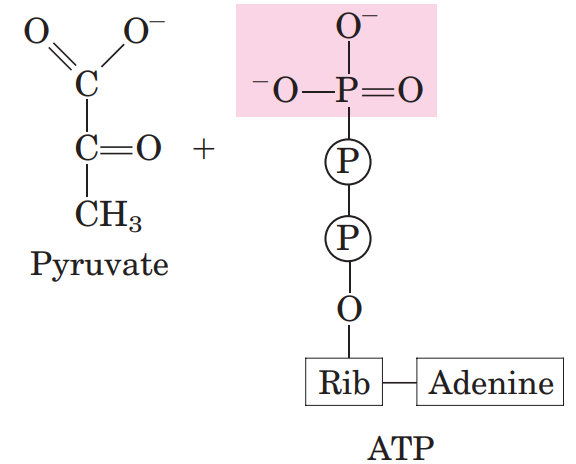 O O⁻
C
C=O +
CH₃
Pyruvate
O⁻
⁻O—P=O
P
P
O
Rib — Adenine
ATP